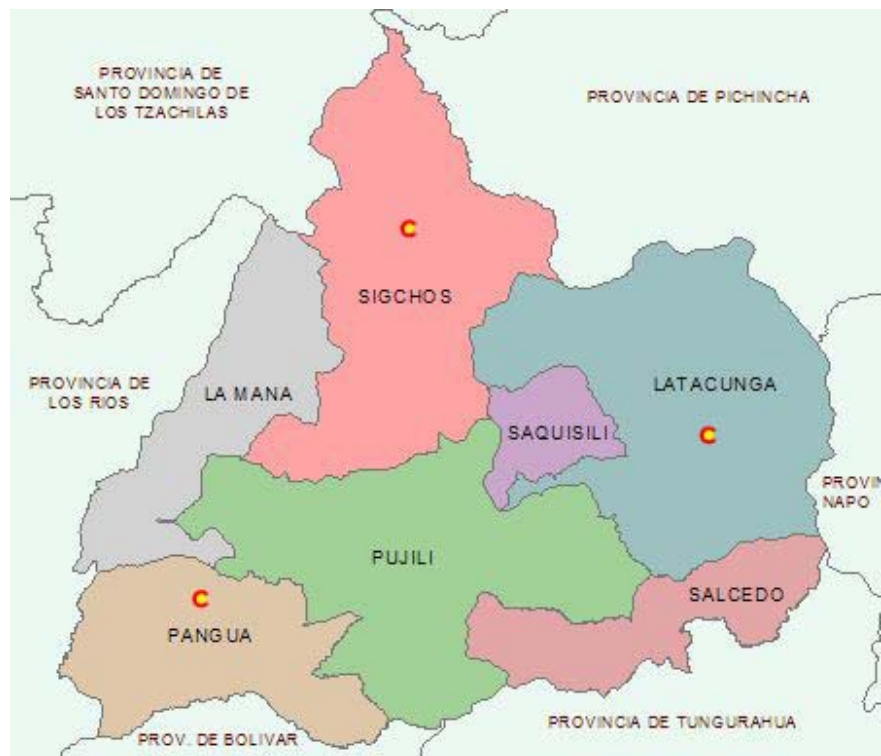 PROVINCIA DE
SANTO DOMINGO DE
LOS TZACHILAS
PROVINCIA DE PICHINCHA
C
SIGCHOS
PROVINCIA DE
LOS RIOS
LA MANA
LATACUNGA
SAQUISILI
C
PROVIN
NAPO
PUJILI
SALCEDO
C
PANGUA
PROVINCIA DE TUNGURAHUA
PROV. DE BOLIVAR